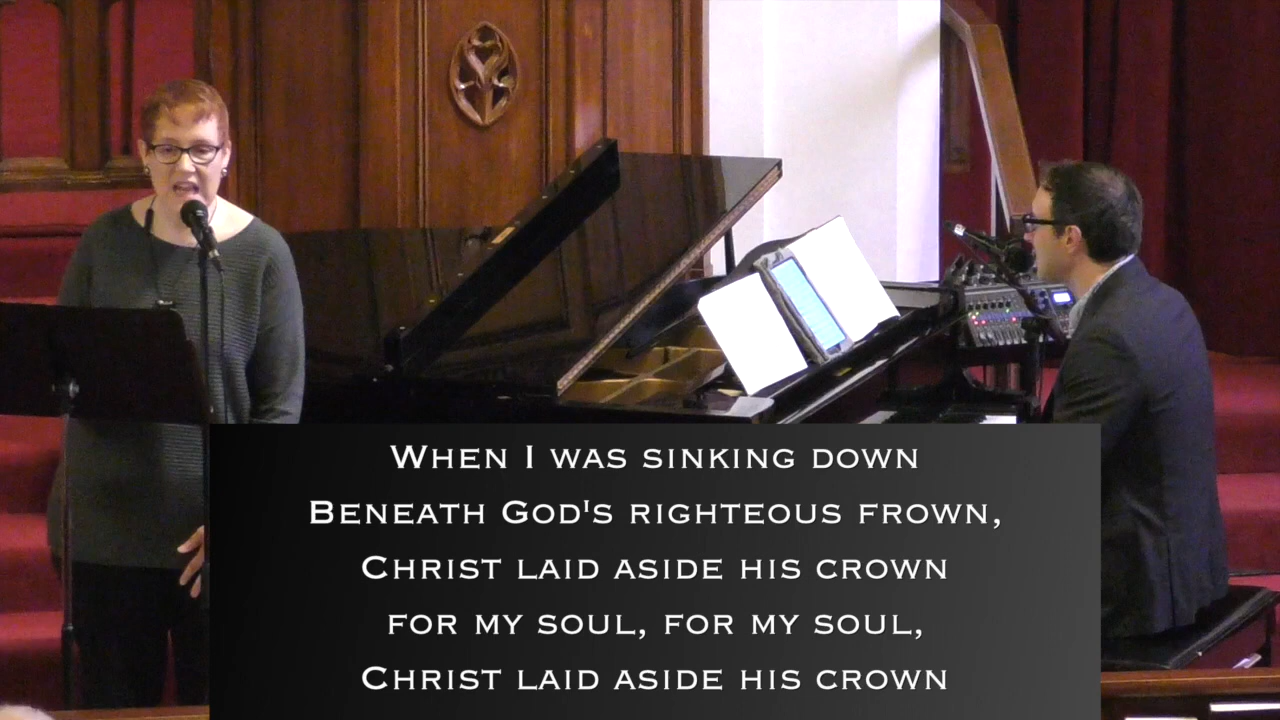 When I was sinking down
Beneath God's righteous frown,
Christ laid aside his crown
for my soul, for my soul,
Christ laid aside his crown